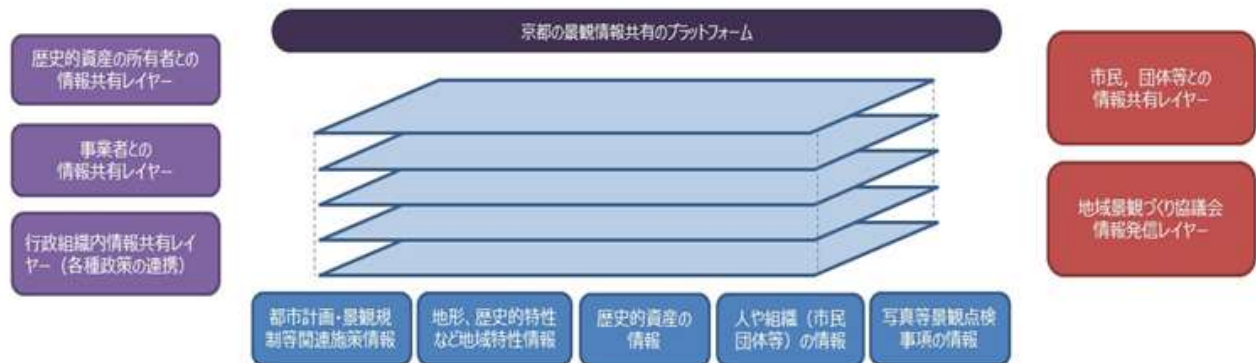 京都の景観情報共有のプラットフォーム
歴史的資産の所有者との
情報共有レイヤー
事業者との
情報共有レイヤー
行政組織内情報共有レイ
ヤー（各種政策の連携）
市民，団体等との
情報共有レイヤー
地域景観づくり協議会
情報発信レイヤー
都市計画・景観規
制等関連施策情報
地形、歴史的特性
など地域特性情報
歴史的資産の
情報
人や組織（市民
団体等）の情報
写真等景観点検
事項の情報